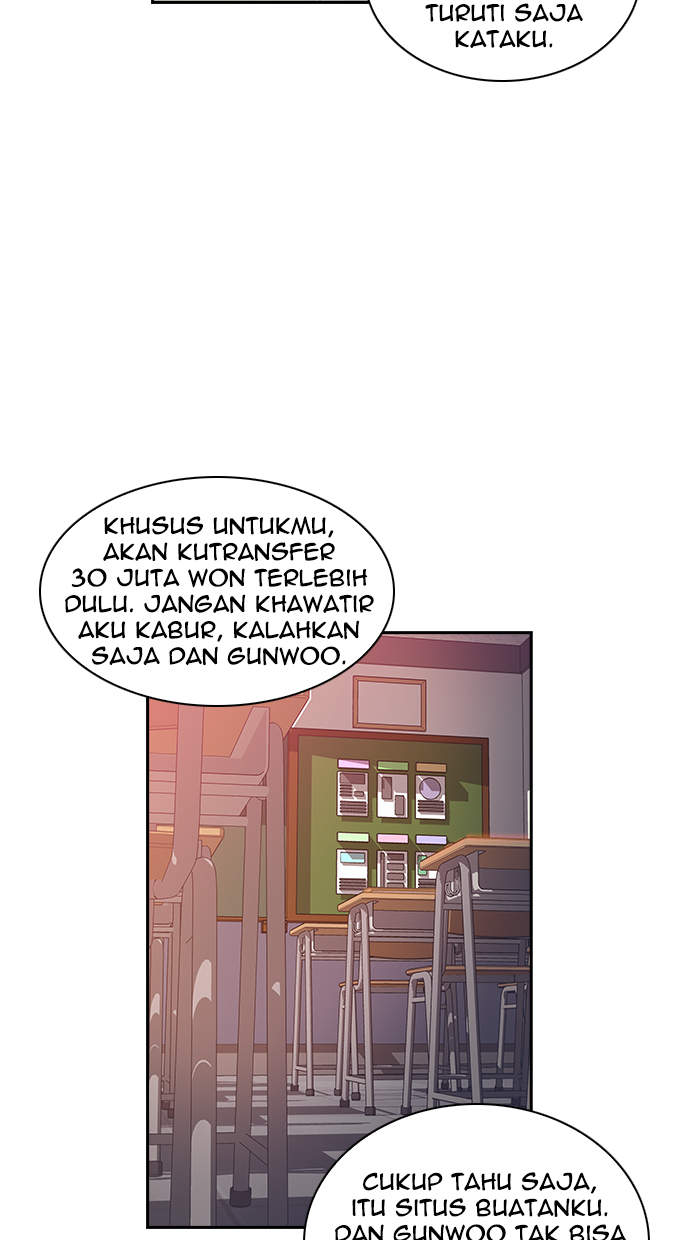 TURUTI SAJA
KATAKU.
KHUSUS UNTUKMU,
AKAN KUTRANSFER
30 JUTA WON TERLEBIH
DULU. JANGAN KHAWATIR
AKU KABUR, KALAHKAN
SAJA DAN GUNWOO.
CUKUP TAHU SAJA,
ITU SITUS BUATANKU.
DAN GUNWOO TAK BISA